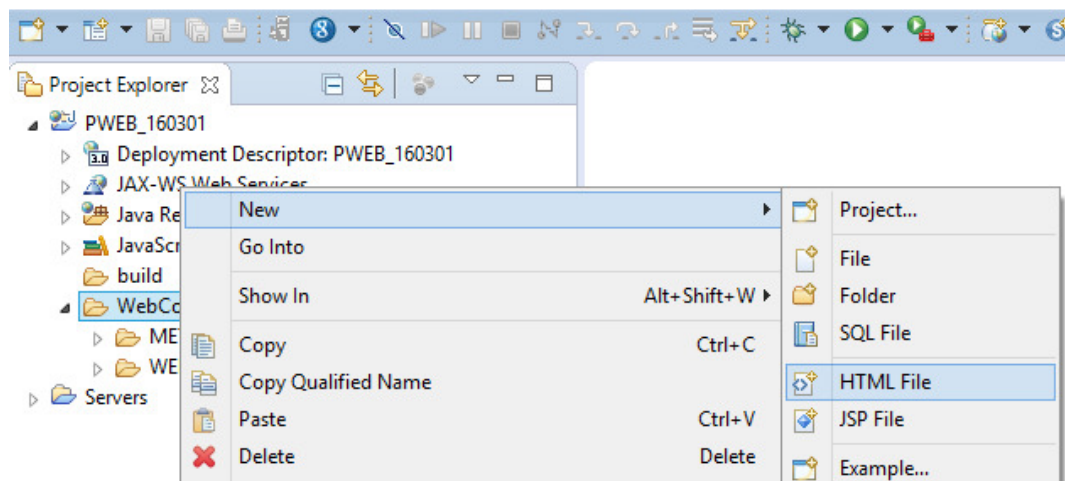 Project Explorer
PWEB_160301
3.0 Deployment Descriptor: PWEB_160301
JAX-WS Web Services
Java Re
JavaScr
build
WebCo
ME
WE
Servers
New
Go Into
Show In Alt+Shift+W
Copy Ctrl+C
Copy Qualified Name
Paste Ctrl+V
Delete Delete
Project...
File
Folder
SQL File
HTML File
JSP File
Example...